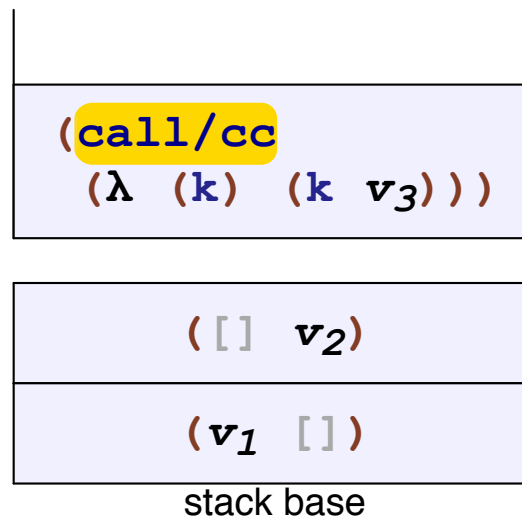 (call/cc
(λ (k) (k v3)))
([] v2)
(v1 [])
stack base